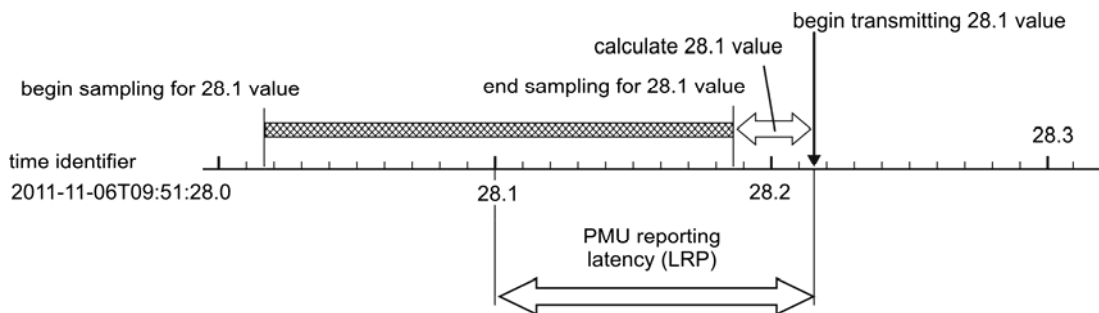 begin transmitting 28.1 value
calculate 28.1 value
begin sampling for 28.1 value
end sampling for 28.1 value
28.3
time identifier
2011-11-06T09:51:28.0
28.1
28.2
PMU reporting
latency (LRP)